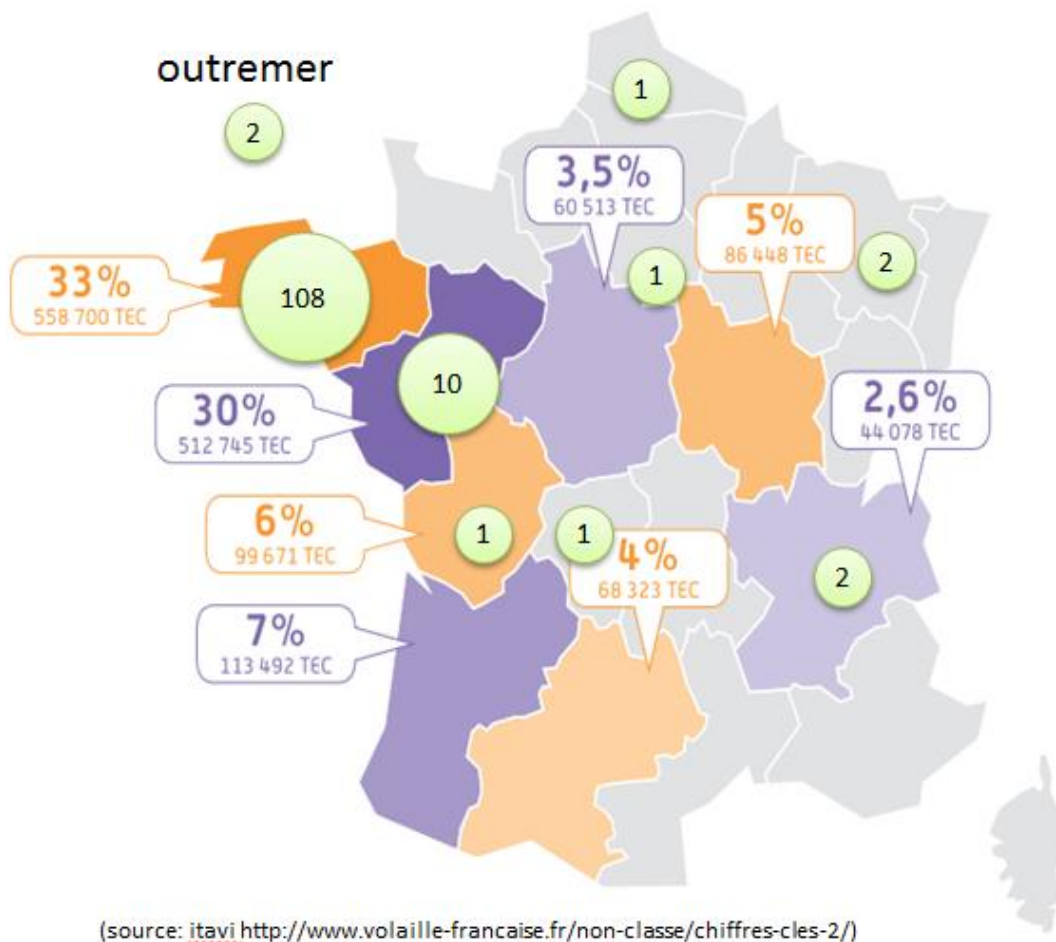 outremer
2
1
3,5%
60 513 TEC
5%
86 448 TEC
1
2
33%
558 700 TEC
108
10
30%
512 745 TEC
2,6%
44 078 TEC
6%
99 671 TEC
1
1
4%
68 323 TEC
2
7%
113 492 TEC
(source: itavi http://www.volaille-francaise.fr/non-classe/chiffres-cles-2/)